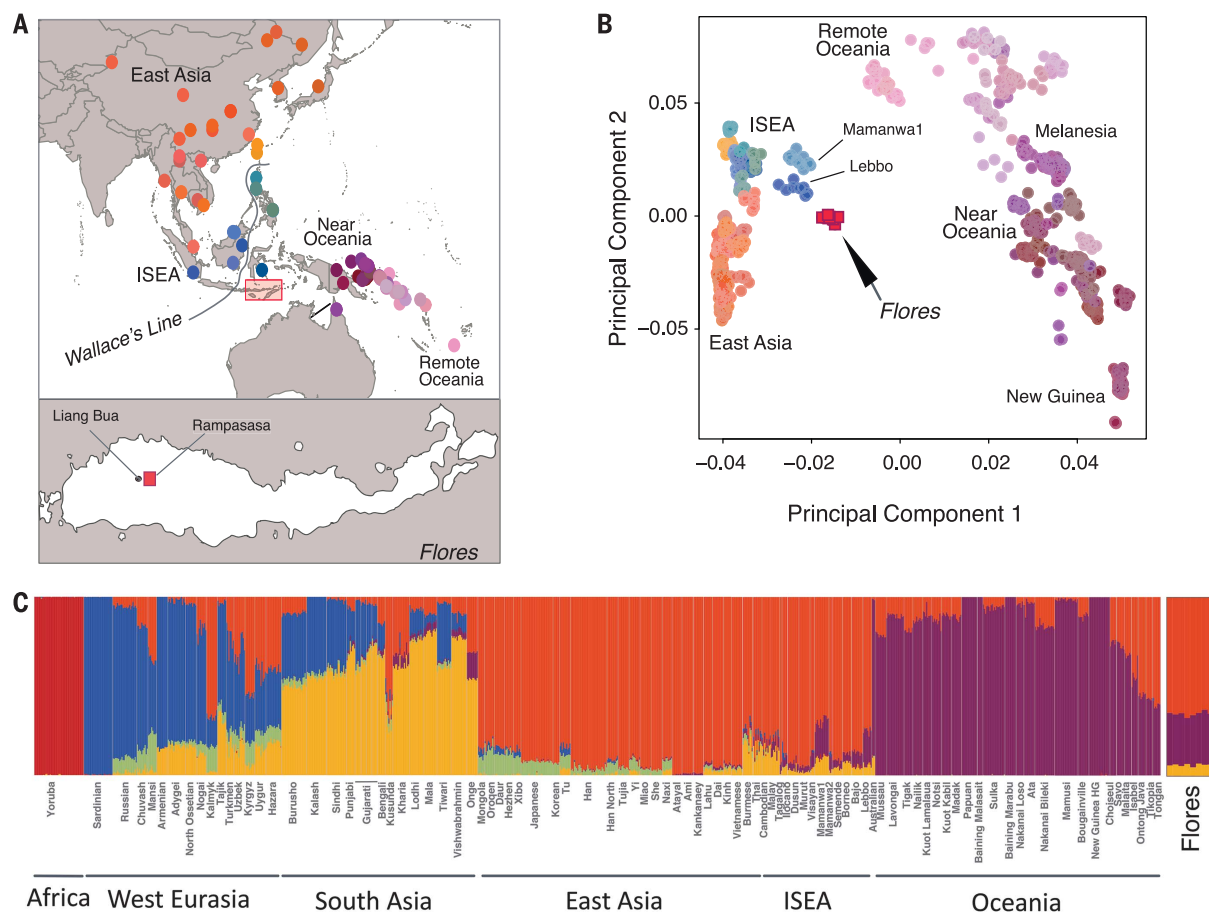 A
East Asia
ISEA
Near
Oceania
Wallace's Line
Remote
Oceania
Liang Bua
Rampasasa
Flores
B
Principal Component 2
0.05
0.00
−0.05
Remote
Oceania
ISEA
Mamanwa1
Lebbo
Melanesia
Near
Oceania
Flores
East Asia
New Guinea
−0.04
−0.02
0.00
0.02
0.04
Principal Component 1
C
Yoruba
Sardinian
Russian
Chuvash
Mansi
Armenian
Adygei
North Ossetian
Nogai
Kalmyk
Tajik
Turkmen
Uzbek
Kyrgyz
Uygur
Hazara
Burusho
Kalash
Sindhi
Punjabi
Gujarati
Bengali
Kusunda
Kharia
Lodhi
Mala
Tiwari
Vishwabrahmin
Onge
Mongola
Oroqen
Daur
Hezhen
Xibo
Japanese
Korean
Tu
Han
Han North
Tujia
Yi
Miao
She
Naxi
Atayal
Ami
Kankanaey
Lahu
Dai
Kinh
Vietnamese
Burmese
Thai
Cambodian
Malay
Tagalog
Ilocano
Dusun
Murut
Visayan
Mamanwa1
Mamanwa2
Semende
Borneo
Bajo
Lebbo
Australian
Mussau
Lavongai
Tigak
Nailik
Kuot Lamalaua
Notsi
Kuot Kabil
Madak
Papuan
Baining Malasait
Sulka
Baining Marabu
Nakanai Loso
Ata
Nakanai Bileki
Mamusi
Bougainville
New Guinea HG
Choiseul
Savo
Malaita
Isabel
Ontong Java
Tikopia
Tongan
Flores
Africa
West Eurasia
South Asia
East Asia
ISEA
Oceania